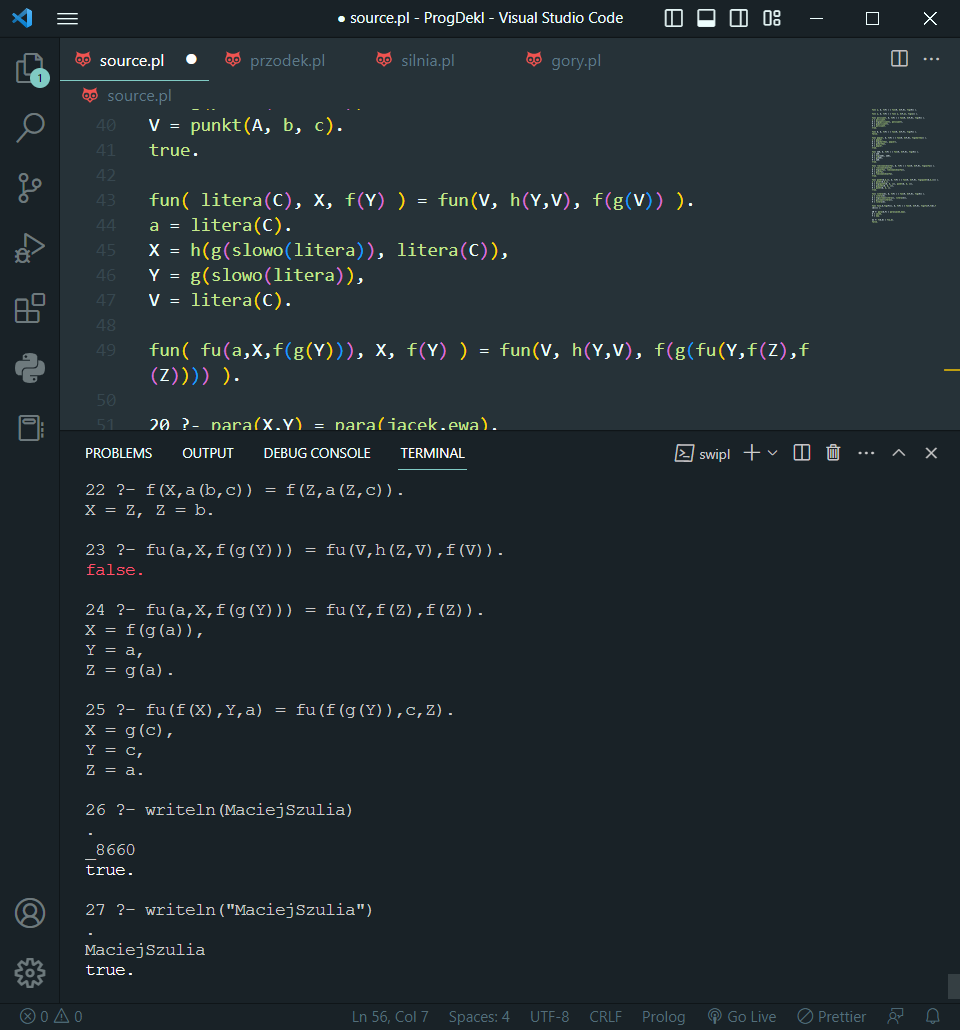 ● source.pl - ProgDekl - Visual Studio Code
source.pl ● przodek.pl silnia.pl gory.pl
1
source.pl
40 V = punkt(A, b, c).
41 true.
42
43 fun( litera(C), X, f(Y) ) = fun(V, h(Y,V), f(g(V)) ).
44 a = litera(C).
45 X = h(g(slowo(litera)), litera(C)),
46 Y = g(slowo(litera)),
47 V = litera(C).
48
49 fun( fu(a,X,f(g(Y))), X, f(Y) ) = fun(V, h(Y,V), f(g(fu(Y,f(Z),f
(Z)))) ).
50
51 20 ?- para(X,Y) = para(jacek,ewa).
PROBLEMS OUTPUT DEBUG CONSOLE TERMINAL swipl
22 ?- f(X,a(b,c)) = f(Z,a(Z,c)).
X = Z, Z = b.
23 ?- fu(a,X,f(g(Y))) = fu(V,h(Z,V),f(V)).
false.
24 ?- fu(a,X,f(g(Y))) = fu(Y,f(Z),f(Z)).
X = f(g(a)),
Y = a,
Z = g(a).
25 ?- fu(f(X),Y,a) = fu(f(g(Y)),c,Z).
X = g(c),
Y = c,
Z = a.
26 ?- writeln(MaciejSzulia)
.
_8660
true.
27 ?- writeln("MaciejSzulia")
.
MaciejSzulia
true.
0 0 Ln 56, Col 7 Spaces: 4 UTF-8 CRLF Prolog Go Live Prettier